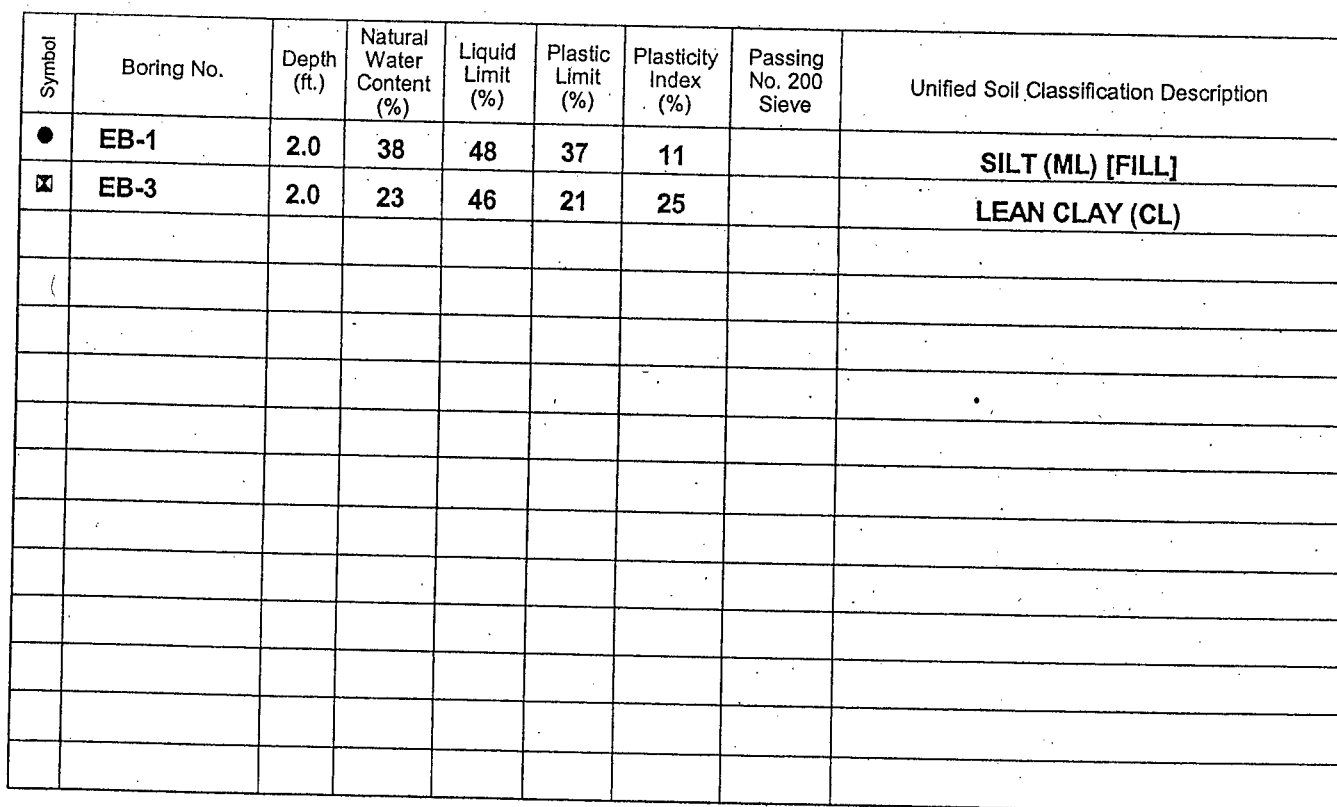 Symbol
Boring No.
Depth
(ft.)
Natural
Water
Content
(%)
Liquid
Limit
(%)
Plastic
Limit
(%)
Plasticity
Index
(%)
Passing
No. 200
Sieve
Unified Soil Classification Description
EB-1 2.0 38 48 37 11 SILT (ML) [FILL]
EB-3 2.0 23 46 21 25 LEAN CLAY (CL)